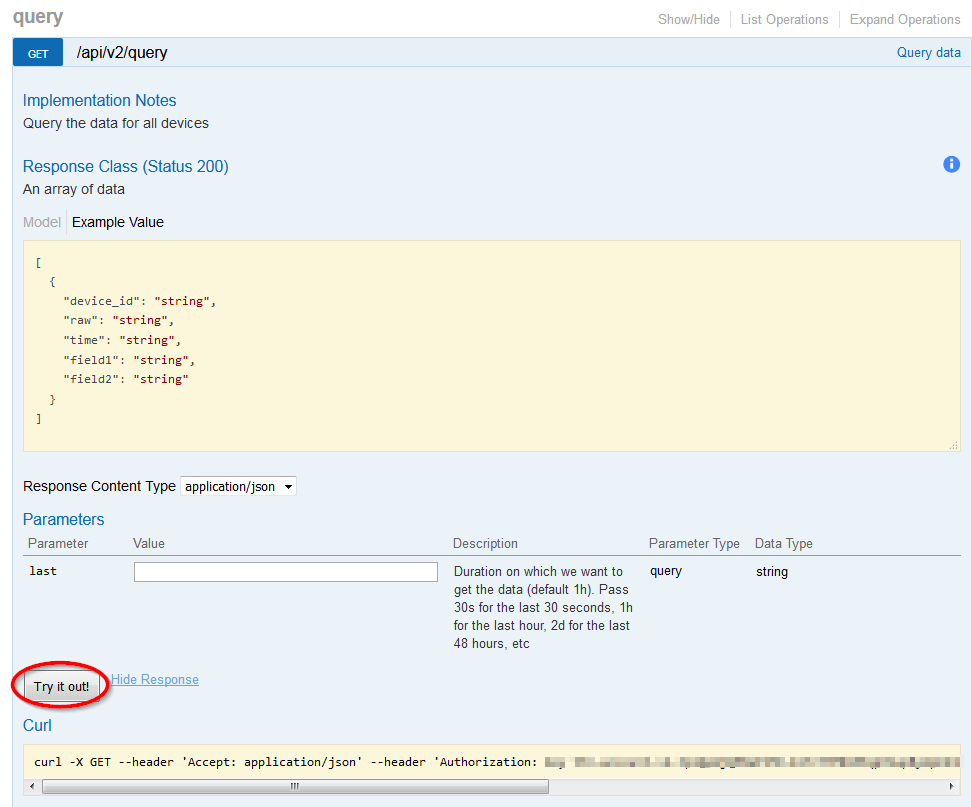 query
Show/Hide List Operations Expand Operations
GET /api/v2/query Query data
Implementation Notes
Query the data for all devices
Response Class (Status 200)
An array of data
Model Example Value
[
{
"device_id": "string",
"raw": "string",
"time": "string",
"field1": "string",
"field2": "string"
}
]
Response Content Type application/json
Parameters
Parameter Value Description Parameter Type Data Type
last Duration on which we want to query string
get the data (default 1h). Pass
30s for the last 30 seconds, 1h
for the last hour, 2d for the last
48 hours, etc
Try it out! Hide Response
Curl
curl -X GET --header 'Accept: application/json' --header 'Authorization: